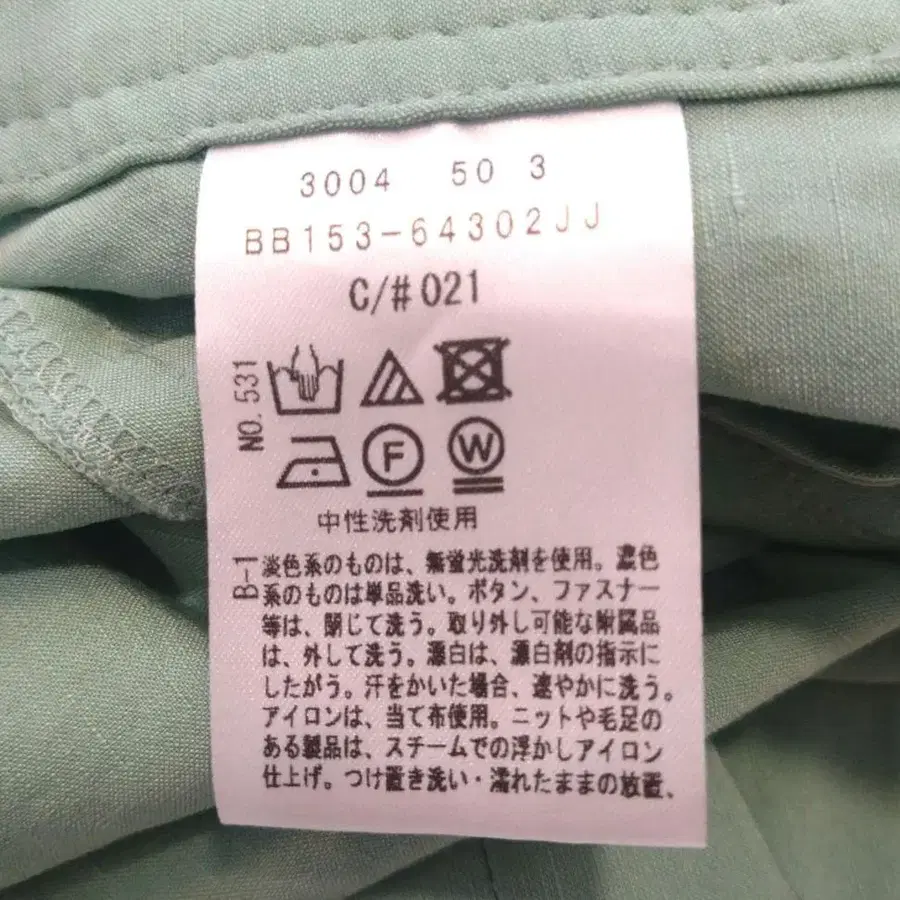 3004 50 3
BB153-64302JJ
C/#021
NO. 531
F W
中性洗剤使用
B-1
淡色系のものは、無蛍光洗剤を使用。濃色
系のものは単品洗い。ボタン、ファスナー
等は、閉じて洗う。取り外し可能な附属品
は、外して洗う。漂白は、漂白剤の指示に
したがう。汗をかいた場合、速やかに洗う。
アイロンは、当て布使用。ニットや毛足の
ある製品は、スチームでの浮かしアイロン
仕上げ。つけ置き洗い・濡れたままの放置、